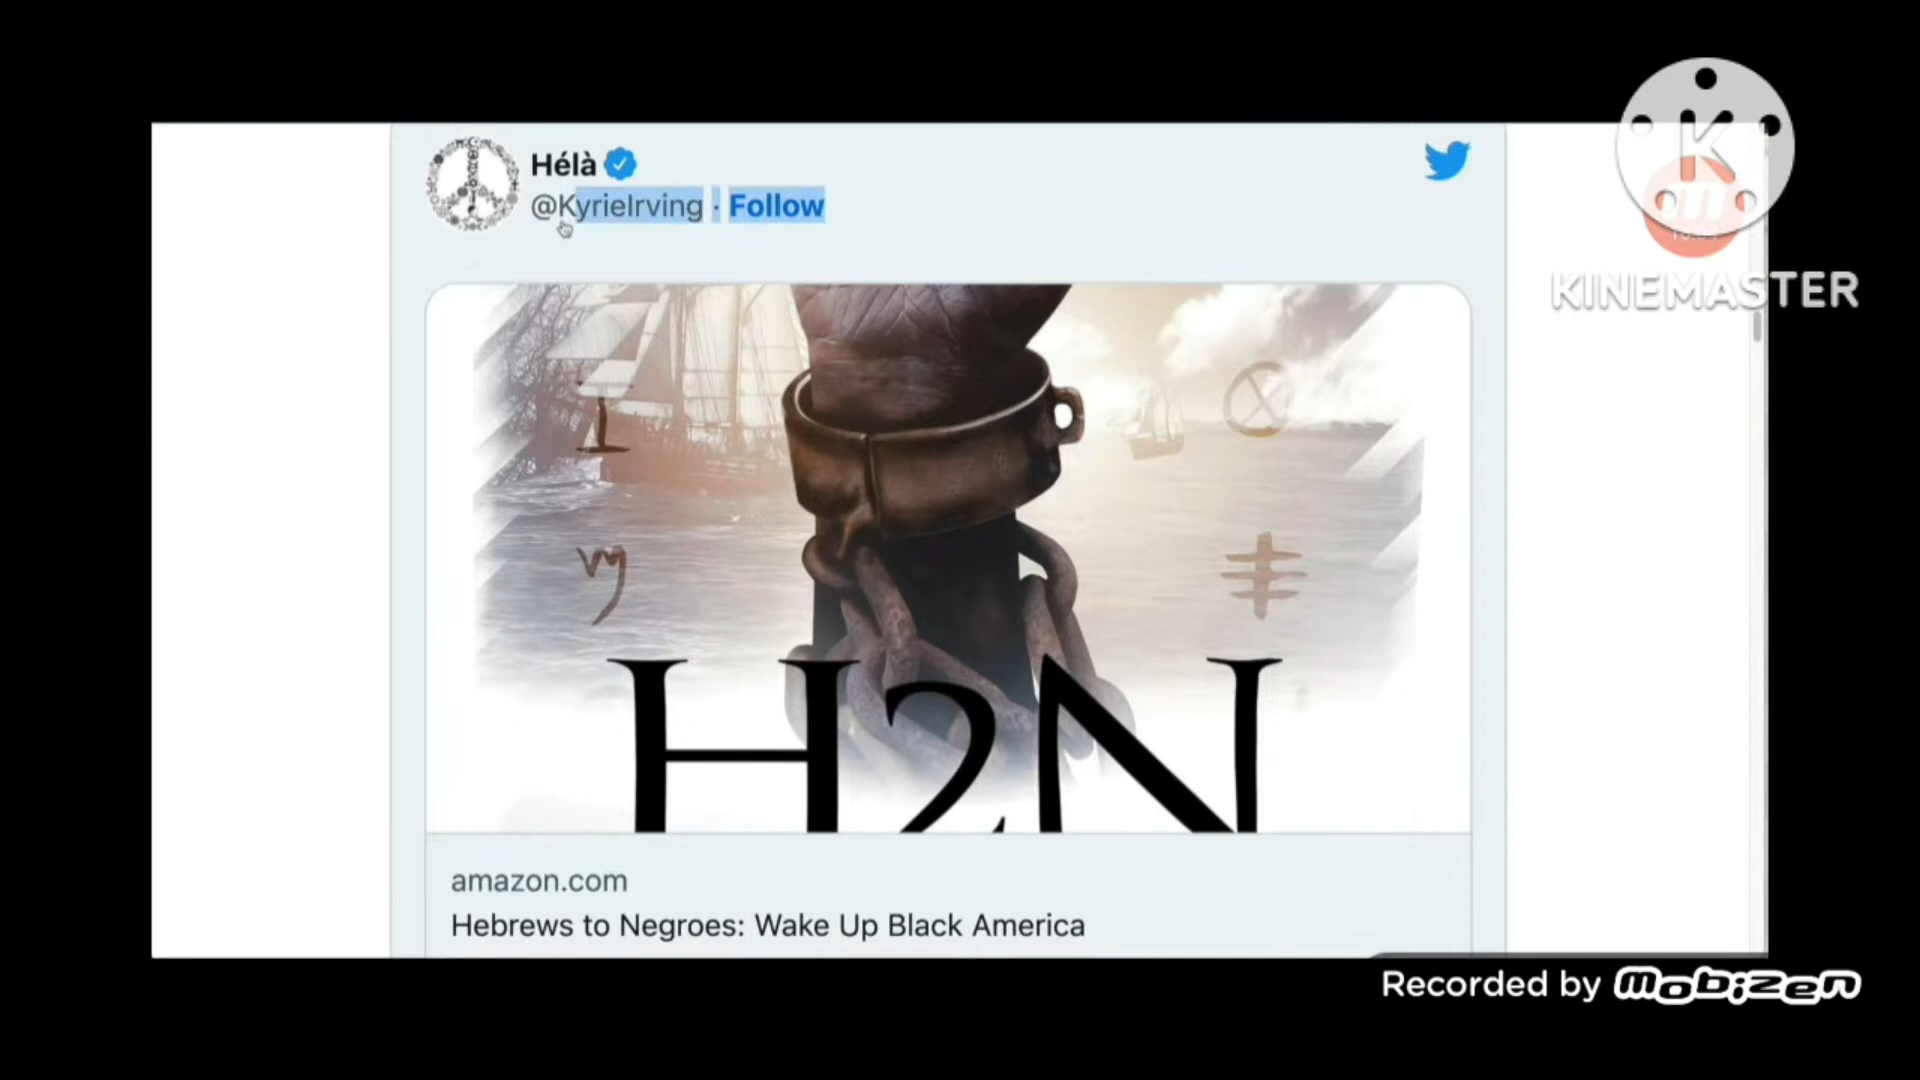 Hélà
@KyrieIrving · Follow
K
KINEMASTER
H2N
amazon.com
Hebrews to Negroes: Wake Up Black America
Recorded by mobizen